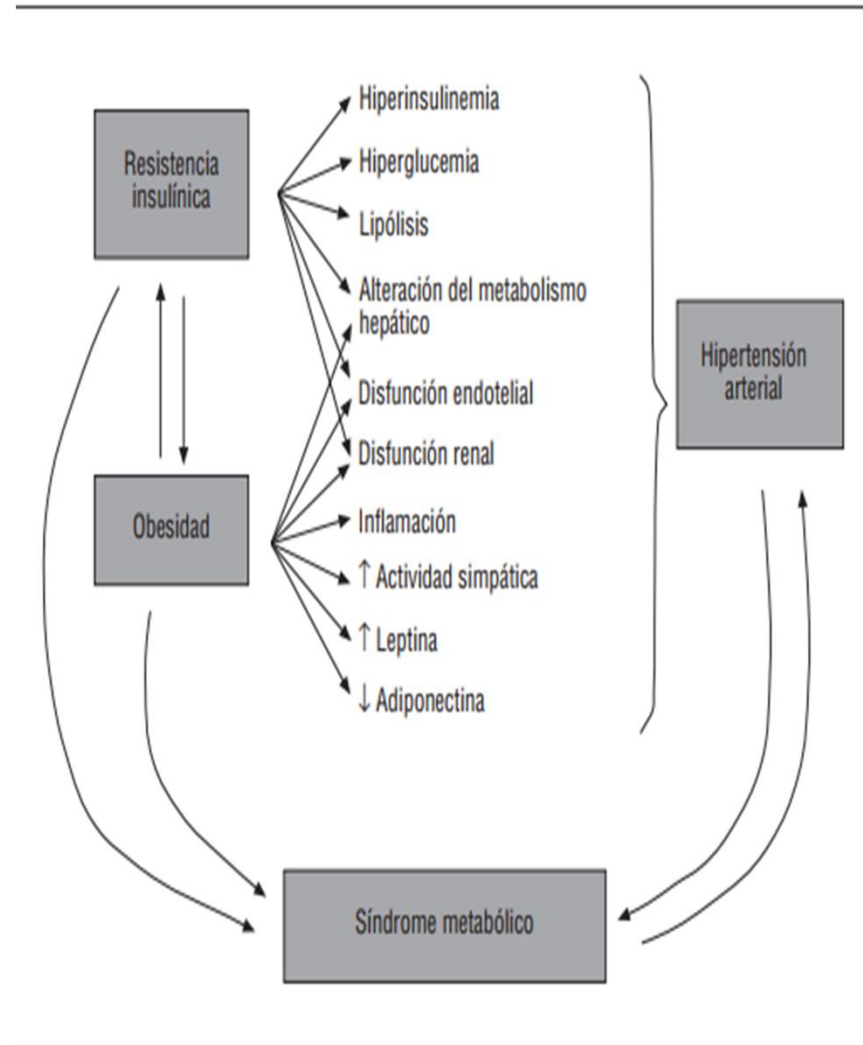 Resistencia
insulínica
Obesidad
Hiperinsulinemia
Hiperglucemia
Lipólisis
Alteración del metabolismo
hepático
Disfunción endotelial
Disfunción renal
Inflamación
↑ Actividad simpática
↑ Leptina
↓ Adiponectina
Hipertensión
arterial
Síndrome metabólico